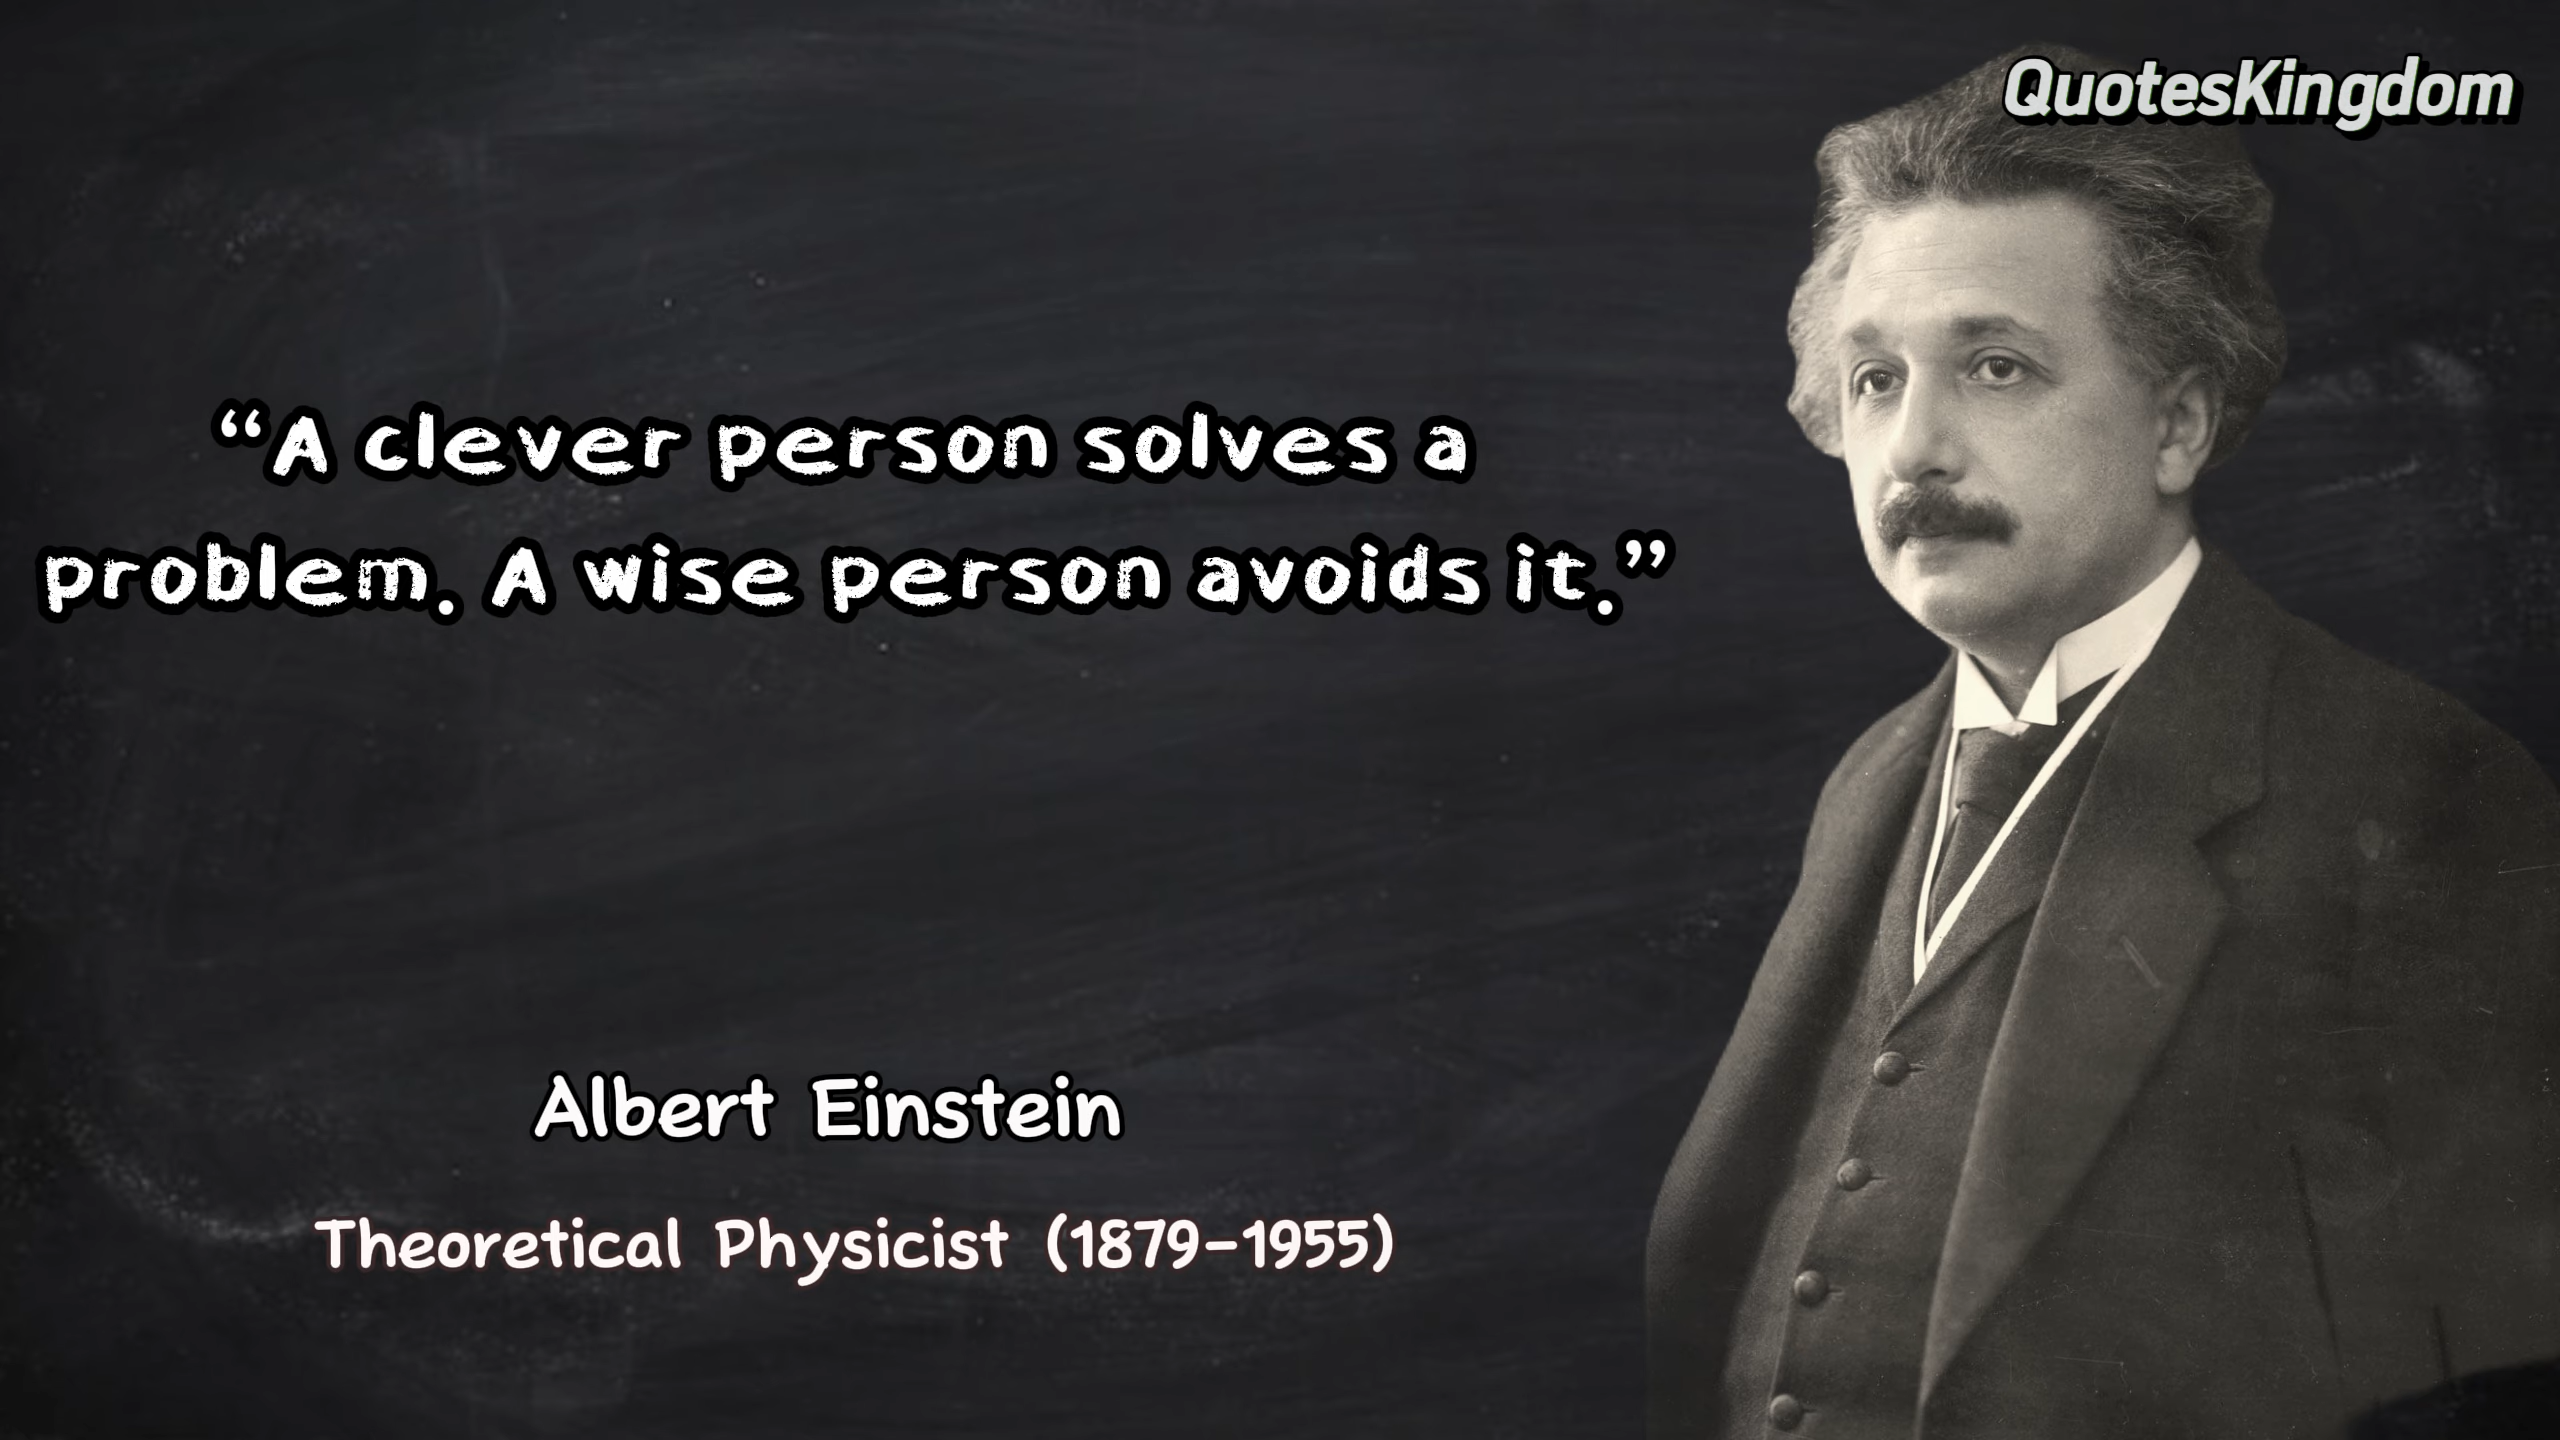 QuotesKingdom
“A clever person solves a
problem. A wise person avoids it.”
Albert Einstein
Theoretical Physicist (1879-1955)